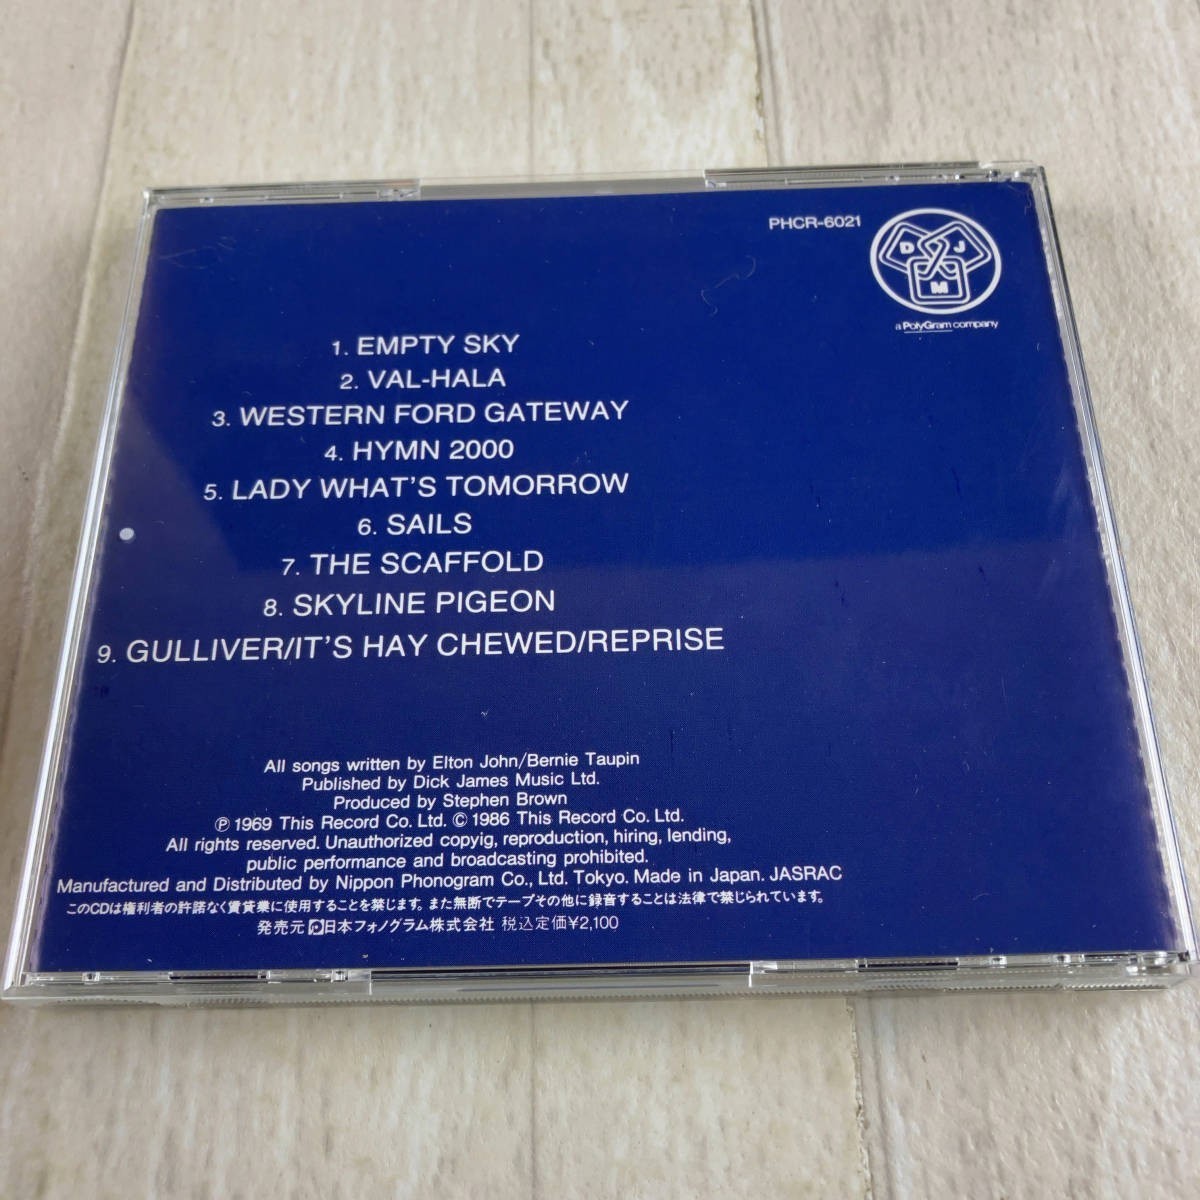 PHCR-6021
D J
M
a PolyGram company
1. EMPTY SKY
2. VAL-HALA
3. WESTERN FORD GATEWAY
4. HYMN 2000
5. LADY WHAT'S TOMORROW
6. SAILS
7. THE SCAFFOLD
8. SKYLINE PIGEON
9. GULLIVER/IT'S HAY CHEWED/REPRISE
All songs written by Elton John/Bernie Taupin
Published by Dick James Music Ltd.
Produced by Stephen Brown
Ⓟ 1969 This Record Co. Ltd. © 1986 This Record Co. Ltd.
All rights reserved. Unauthorized copyig, reproduction, hiring, lending,
public performance and broadcasting prohibited.
Manufactured and Distributed by Nippon Phonogram Co., Ltd. Tokyo. Made in Japan. JASRAC
このCDは権利者の許諾なく賃貸業に使用することを禁じます。また無断でテープその他に録音することは法律で禁じられています。
発売元 日本フォノグラム株式会社 税込定価¥2,100